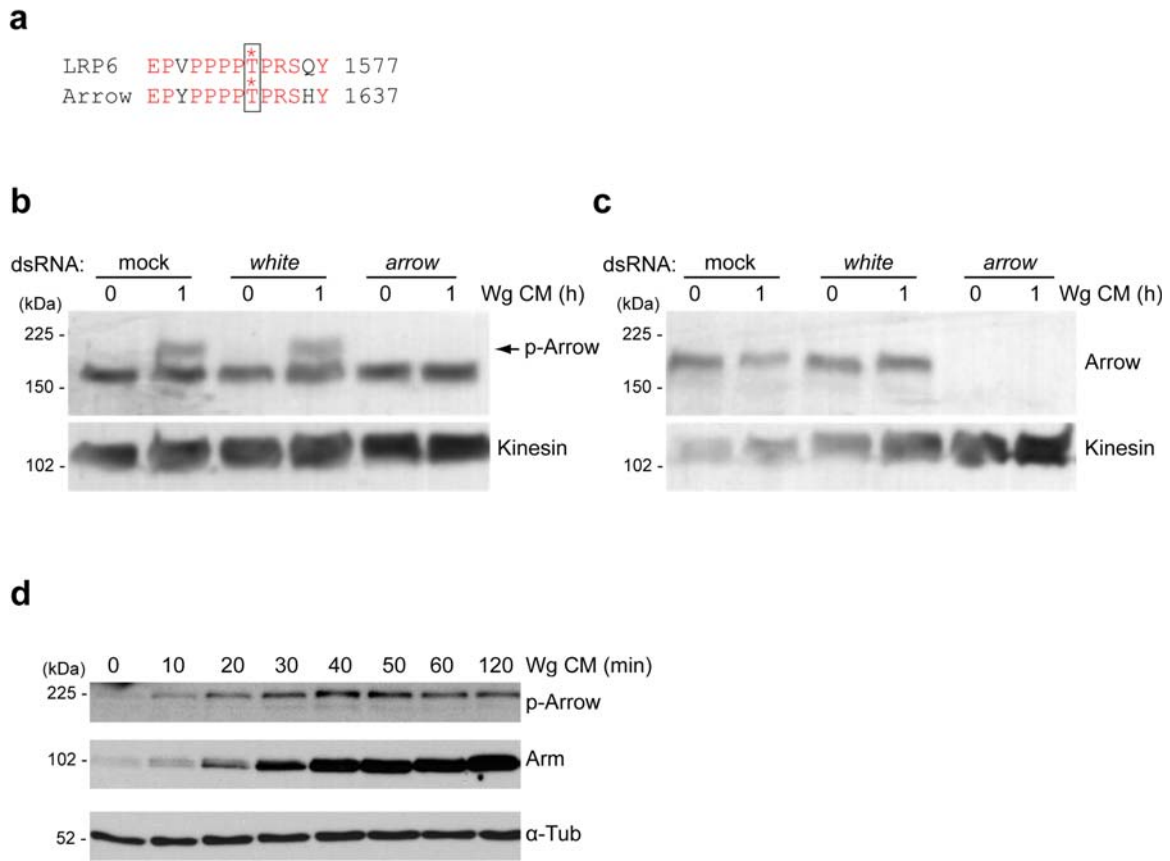 a
*
LRP6 EPVPPPPTPRSQY 1577
*
Arrow EPYPPPPTPRSHY 1637
b
dsRNA: mock white arrow
(kDa) 0 1 0 1 0 1 Wg CM (h)
225 -
p-Arrow
150 -
Kinesin
102 -
c
dsRNA: mock white arrow
(kDa) 0 1 0 1 0 1 Wg CM (h)
225 -
Arrow
150 -
Kinesin
102 -
d
(kDa) 0 10 20 30 40 50 60 120 Wg CM (min)
225 - p-Arrow
102 - Arm
52 - α-Tub